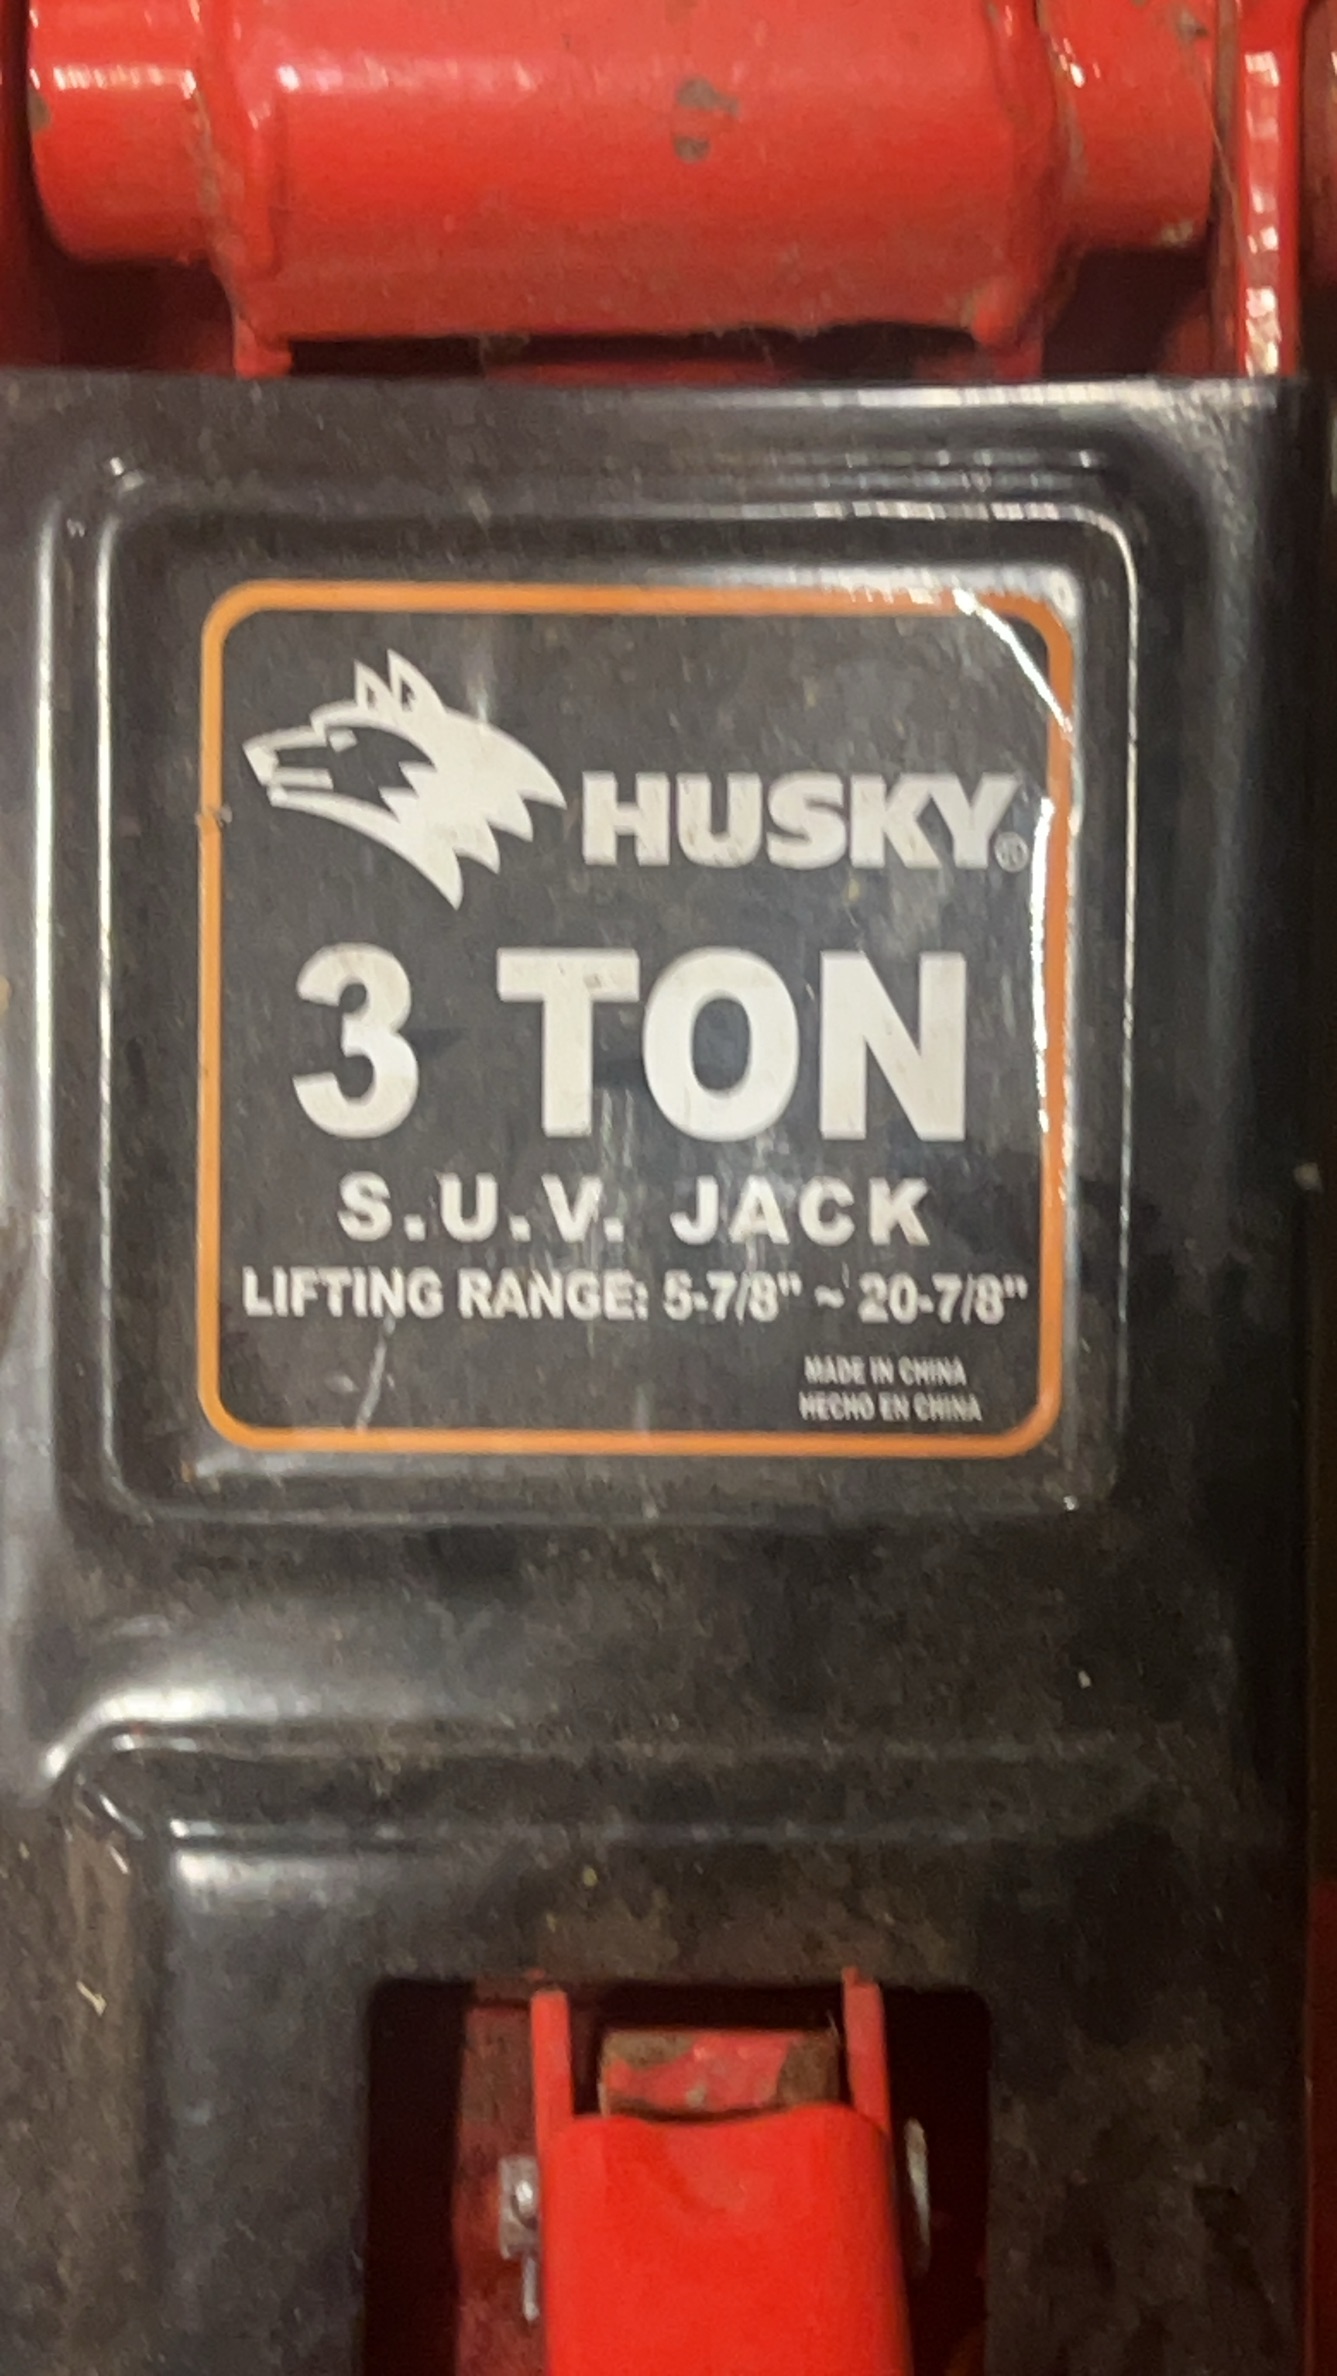 HUSKY®
3 TON
S.U.V. JACK
LIFTING RANGE: 5-7/8" ~ 20-7/8"
MADE IN CHINA
HECHO EN CHINA